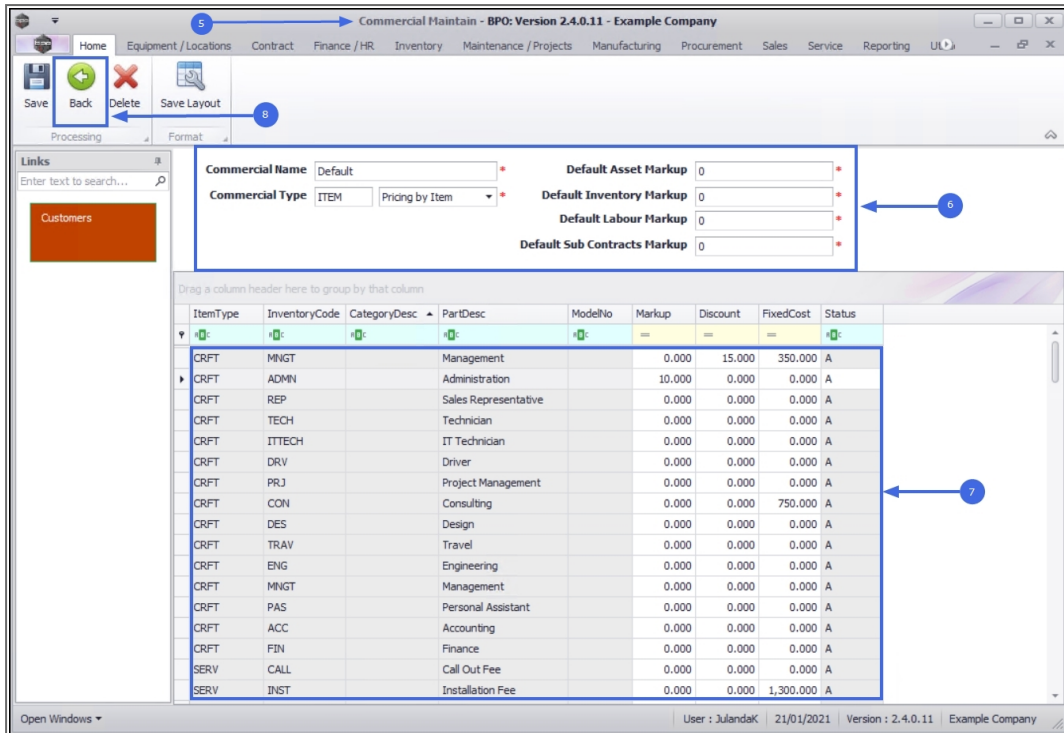 5
Commercial Maintain - BPO: Version 2.4.0.11 - Example Company
Home Equipment / Locations Contract Finance / HR Inventory Maintenance / Projects Manufacturing Procurement Sales Service Reporting
Save Back Delete Save Layout
8
Processing Format
Links
Enter text to search...
Customers
Commercial Name Default * Default Asset Markup 0 *
Commercial Type ITEM Pricing by Item * Default Inventory Markup 0 *
6
Default Labour Markup 0 *
Default Sub Contracts Markup 0 *
Drag a column header here to group by that column
ItemType InventoryCode CategoryDesc PartDesc ModelNo Markup Discount FixedCost Status
CRFT MNGT Management 0.000 15.000 350.000 A
CRFT ADMN Administration 10.000 0.000 0.000 A
CRFT REP Sales Representative 0.000 0.000 0.000 A
CRFT TECH Technician 0.000 0.000 0.000 A
CRFT ITTECH IT Technician 0.000 0.000 0.000 A
CRFT DRV Driver 0.000 0.000 0.000 A
CRFT PRJ Project Management 0.000 0.000 0.000 A
7
CRFT CON Consulting 0.000 0.000 750.000 A
CRFT DES Design 0.000 0.000 0.000 A
CRFT TRAV Travel 0.000 0.000 0.000 A
CRFT ENG Engineering 0.000 0.000 0.000 A
CRFT MNGT Management 0.000 0.000 0.000 A
CRFT PAS Personal Assistant 0.000 0.000 0.000 A
CRFT ACC Accounting 0.000 0.000 0.000 A
CRFT FIN Finance 0.000 0.000 0.000 A
SERV CALL Call Out Fee 0.000 0.000 0.000 A
SERV INST Installation Fee 0.000 0.000 1,300.000 A
Open Windows User : JulandaK 21/01/2021 Version : 2.4.0.11 Example Company